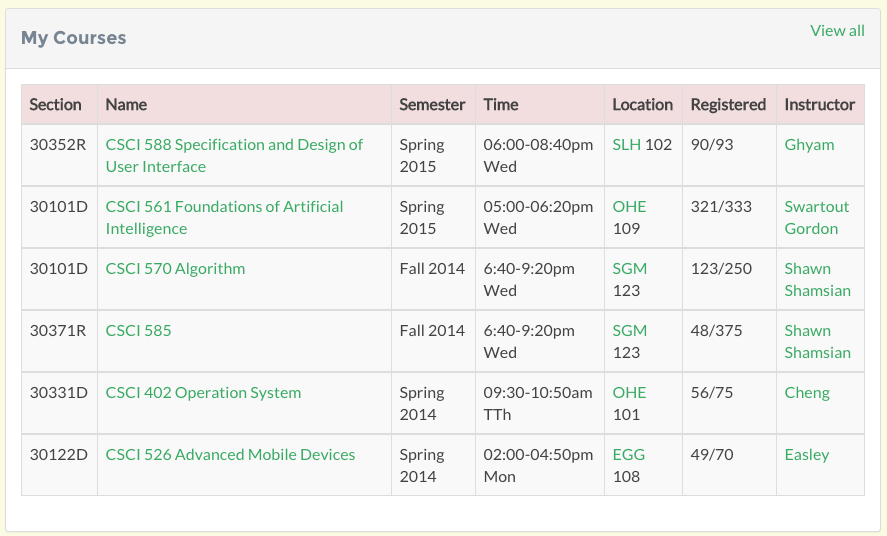 My Courses
View all
Section Name Semester Time Location Registered Instructor
30352R CSCI 588 Specification and Design of Spring 06:00-08:40pm SLH 102 90/93 Ghyam
User Interface 2015 Wed
30101D CSCI 561 Foundations of Artificial Spring 05:00-06:20pm OHE 321/333 Swartout
Intelligence 2015 Wed 109 Gordon
30101D CSCI 570 Algorithm Fall 2014 6:40-9:20pm SGM 123/250 Shawn
Wed 123 Shamsian
30371R CSCI 585 Fall 2014 6:40-9:20pm SGM 48/375 Shawn
Wed 123 Shamsian
30331D CSCI 402 Operation System Spring 09:30-10:50am OHE 56/75 Cheng
2014 TTh 101
30122D CSCI 526 Advanced Mobile Devices Spring 02:00-04:50pm EGG 49/70 Easley
2014 Mon 108